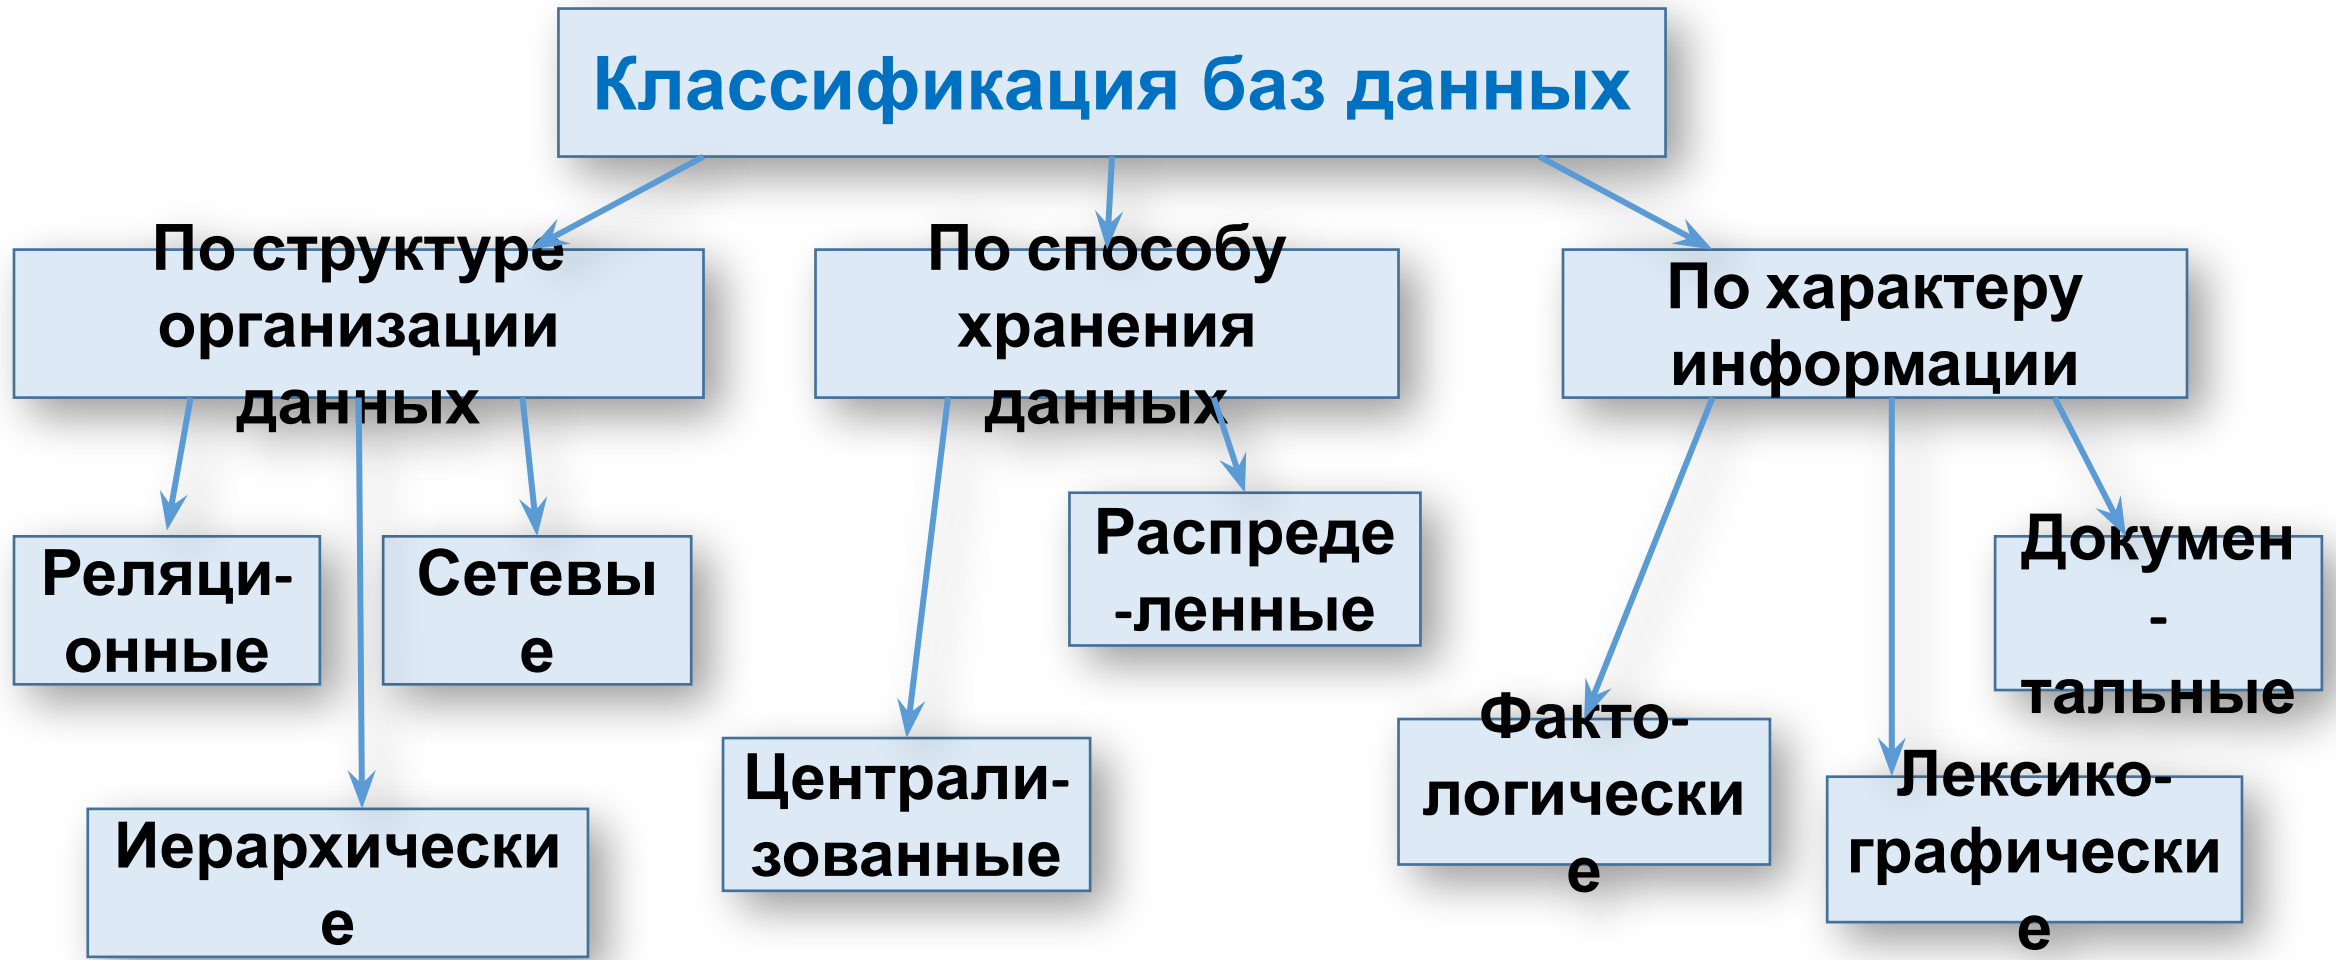 Классификация баз данных
По структуре
организации
данных
По способу
хранения
данных
По характеру
информации
Реляци-
онные
Сетевы
е
Иерархически
е
Распреде
-ленные
Централи-
зованные
Факто-
логически
е
Лексико-
графически
е
Докумен
-
тальные